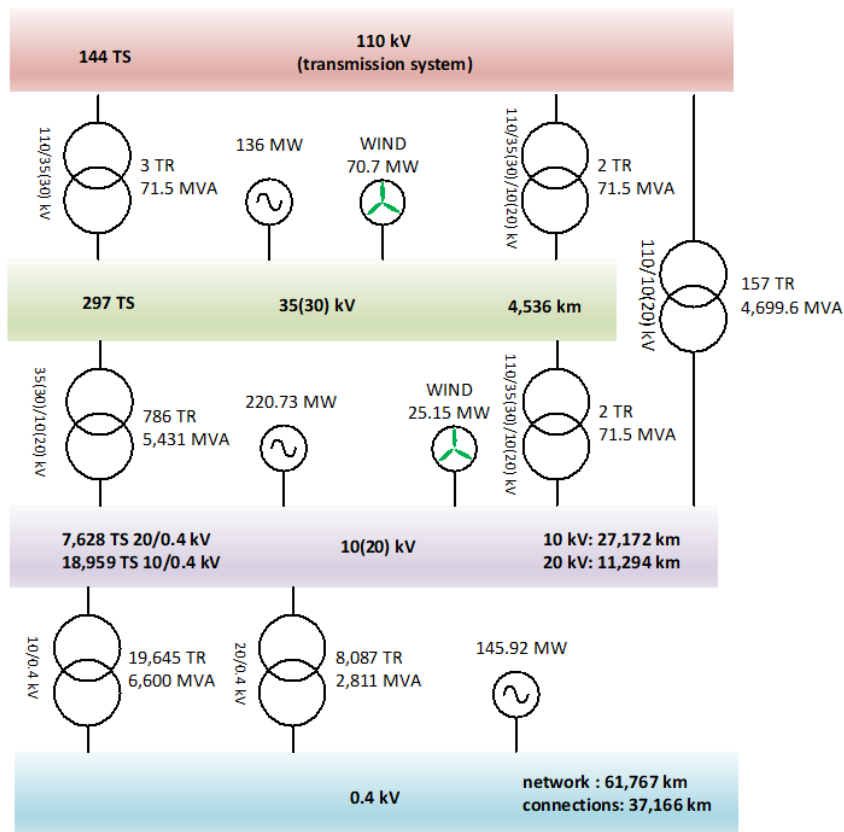 144 TS
110 kV
(transmission system)
110/35(30) kV
3 TR
71.5 MVA
136 MW
WIND
70.7 MW
110/35(30)/10(20) kV
2 TR
71.5 MVA
110/10(20) kV
157 TR
4,699.6 MVA
297 TS
35(30) kV
4,536 km
35(30)/10(20) kV
786 TR
5,431 MVA
220.73 MW
WIND
25.15 MW
110/35(30)/10(20) kV
2 TR
71.5 MVA
7,628 TS 20/0.4 kV
18,959 TS 10/0.4 kV
10(20) kV
10 kV: 27,172 km
20 kV: 11,294 km
10/0.4 kV
19,645 TR
6,600 MVA
20/0.4 kV
8,087 TR
2,811 MVA
145.92 MW
0.4 kV
network : 61,767 km
connections: 37,166 km